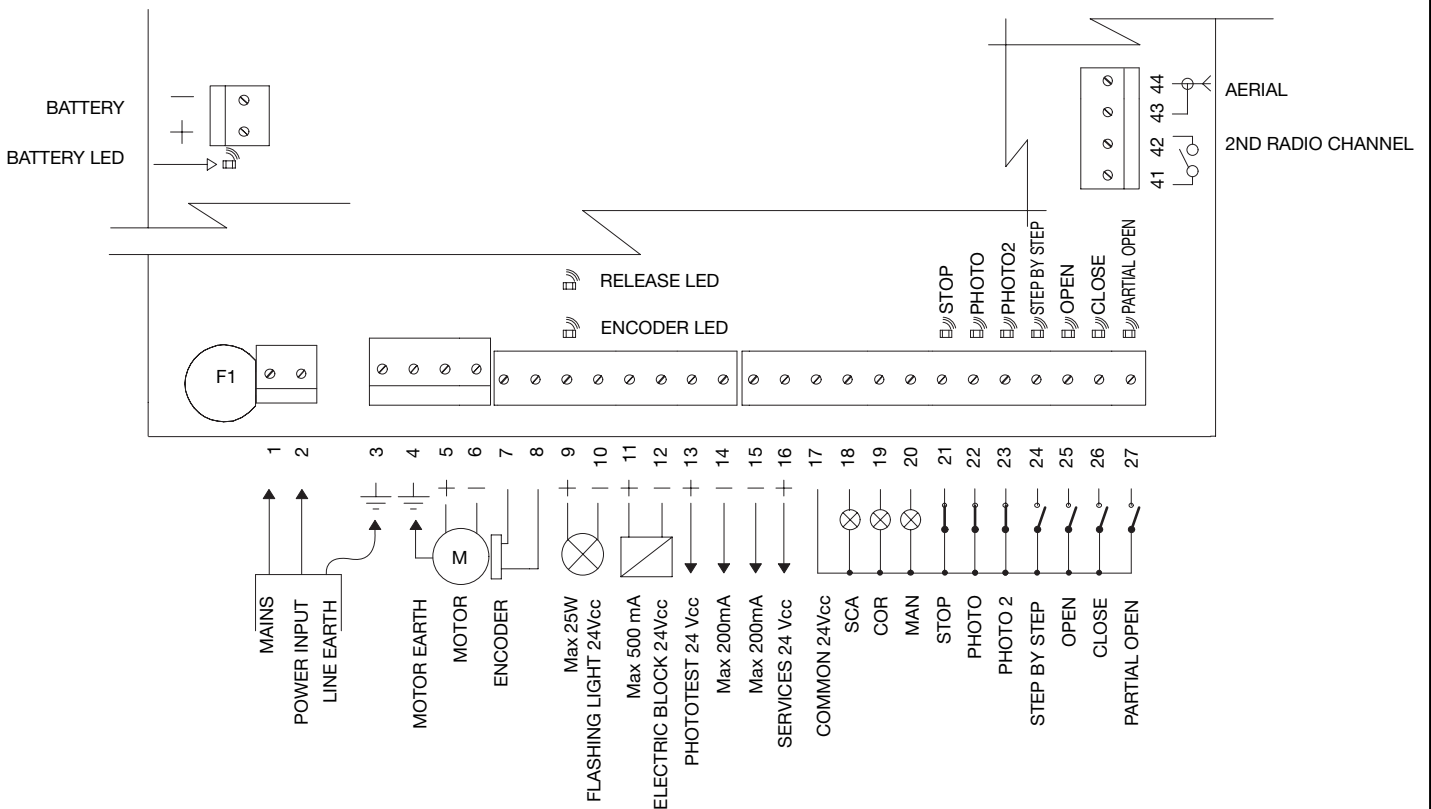 BATTERY
BATTERY LED
44
43
42
41
AERIAL
2ND RADIO CHANNEL
RELEASE LED
ENCODER LED
STOP
PHOTO
PHOTO2
STEP BY STEP
OPEN
CLOSE
PARTIAL OPEN
F1
1
2
3
4
5
6
7
8
9
10
11
12
13
14
15
16
17
18
19
20
21
22
23
24
25
26
27
+ − + − + − + − − +
M
MAINS
POWER INPUT
LINE EARTH
MOTOR EARTH
MOTOR
ENCODER
Max 25W
FLASHING LIGHT 24Vcc
Max 500 mA
ELECTRIC BLOCK 24Vcc
PHOTOTEST 24 Vcc
Max 200mA
Max 200mA
SERVICES 24 Vcc
COMMON 24Vcc
SCA
COR
MAN
STOP
PHOTO
PHOTO 2
STEP BY STEP
OPEN
CLOSE
PARTIAL OPEN